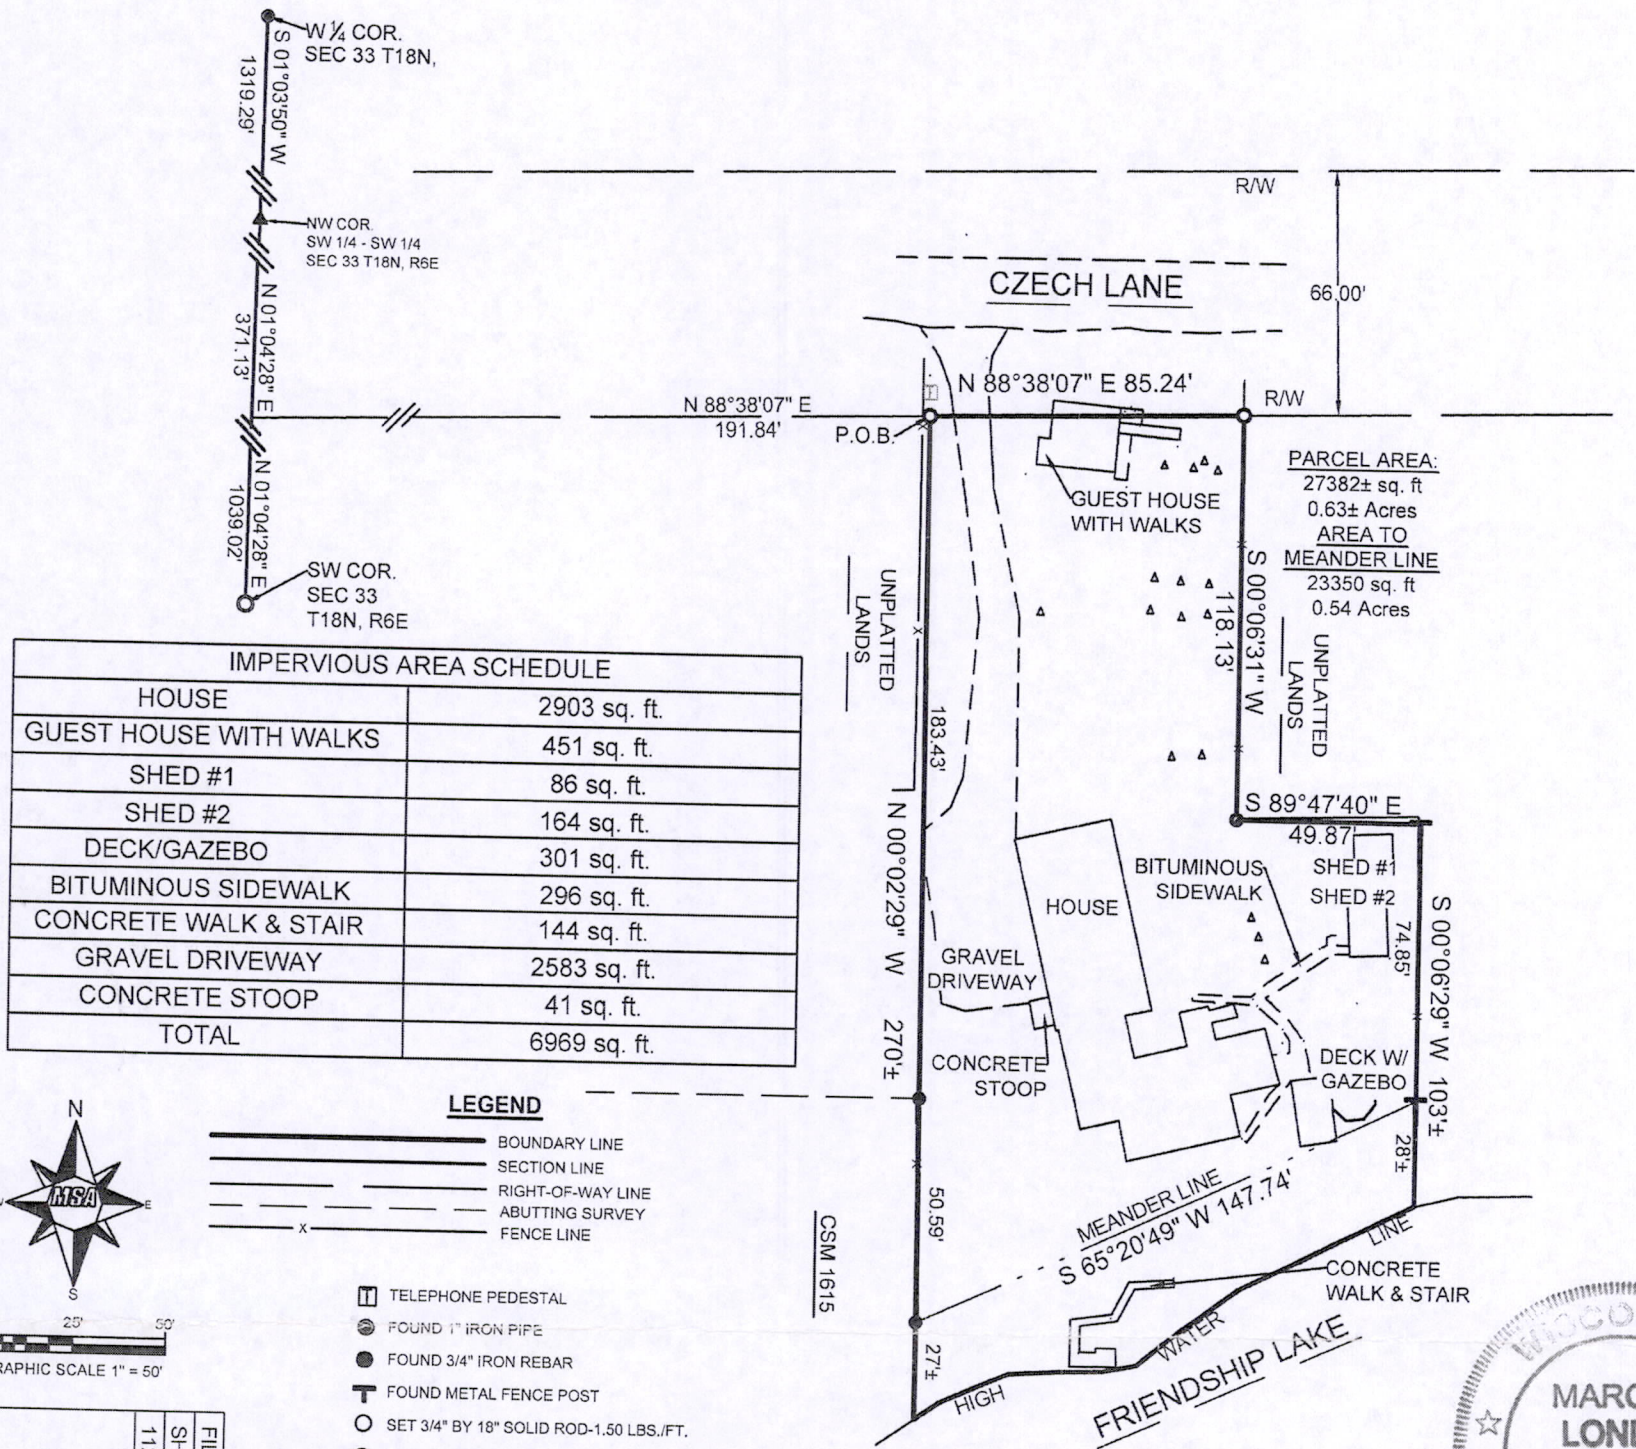 W ¼ COR.
SEC 33 T18N,
S 01°03'50" W
1319.29'
NW COR.
SW 1/4 - SW 1/4
SEC 33 T18N, R6E
N 01°04'28" E
371.13'
N 01°04'28" E
1039.02'
SW COR.
SEC 33
T18N, R6E
R/W
CZECH LANE
66.00'
N 88°38'07" E 85.24'
R/W
N 88°38'07" E
191.84'
P.O.B.
T
GUEST HOUSE
WITH WALKS
PARCEL AREA:
27382± sq. ft
0.63± Acres
AREA TO
MEANDER LINE
23350 sq. ft
0.54 Acres
UNPLATTED
LANDS
S 00°06'31" W
118.13'
UNPLATTED
LANDS
183.43'
N 00°02'29" W 270'±
S 89°47'40" E
49.87'
SHED #1
SHED #2
BITUMINOUS
SIDEWALK
HOUSE
GRAVEL
DRIVEWAY
CONCRETE
STOOP
S 00°06'29" W 103'±
74.85'
DECK W/
GAZEBO
28'±
50.59'
CSM 1615
MEANDER LINE
S 65°20'49" W 147.74'
27'±
HIGH WATER LINE
CONCRETE
WALK & STAIR
FRIENDSHIP LAKE
IMPERVIOUS AREA SCHEDULE
HOUSE 2903 sq. ft.
GUEST HOUSE WITH WALKS 451 sq. ft.
SHED #1 86 sq. ft.
SHED #2 164 sq. ft.
DECK/GAZEBO 301 sq. ft.
BITUMINOUS SIDEWALK 296 sq. ft.
CONCRETE WALK & STAIR 144 sq. ft.
GRAVEL DRIVEWAY 2583 sq. ft.
CONCRETE STOOP 41 sq. ft.
TOTAL 6969 sq. ft.
N
MSA
E
S
25' 50'
RAPHIC SCALE 1" = 50'
LEGEND
BOUNDARY LINE
SECTION LINE
RIGHT-OF-WAY LINE
ABUTTING SURVEY
x FENCE LINE
T TELEPHONE PEDESTAL
FOUND 1" IRON PIPE
FOUND 3/4" IRON REBAR
FOUND METAL FENCE POST
SET 3/4" BY 18" SOLID ROD-1.50 LBS./FT.